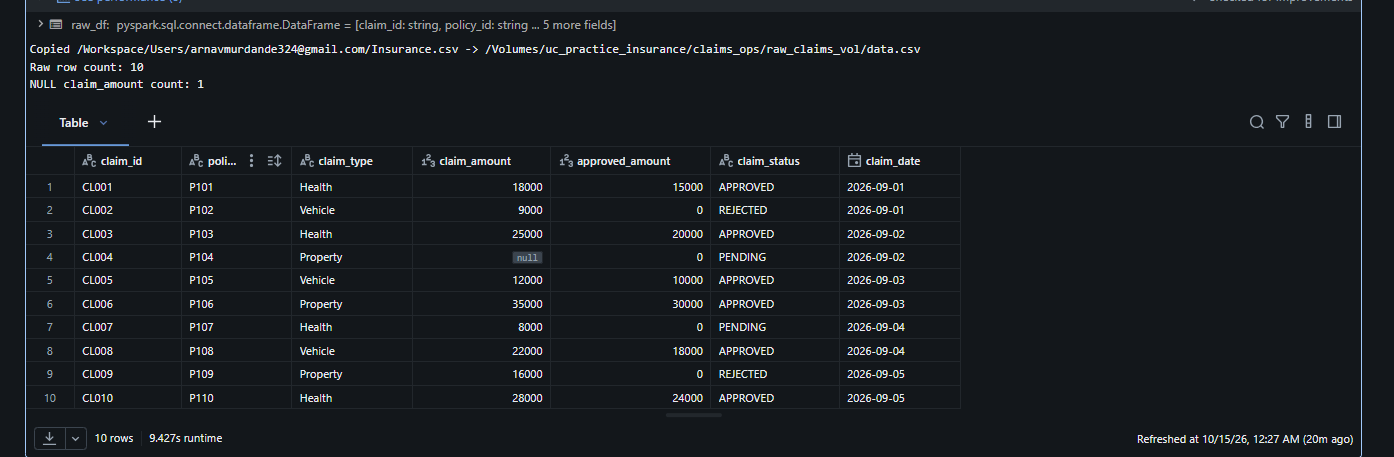 raw_df: pyspark.sql.connect.dataframe.DataFrame = [claim_id: string, policy_id: string ... 5 more fields]
Copied /Workspace/Users/arnavmurdande324@gmail.com/Insurance.csv -> /Volumes/uc_practice_insurance/claims_ops/raw_claims_vol/data.csv
Raw row count: 10
NULL claim_amount count: 1
Table
claim_id poli... claim_type claim_amount approved_amount claim_status claim_date
1 CL001 P101 Health 18000 15000 APPROVED 2026-09-01
2 CL002 P102 Vehicle 9000 0 REJECTED 2026-09-01
3 CL003 P103 Health 25000 20000 APPROVED 2026-09-02
4 CL004 P104 Property null 0 PENDING 2026-09-02
5 CL005 P105 Vehicle 12000 10000 APPROVED 2026-09-03
6 CL006 P106 Property 35000 30000 APPROVED 2026-09-03
7 CL007 P107 Health 8000 0 PENDING 2026-09-04
8 CL008 P108 Vehicle 22000 18000 APPROVED 2026-09-04
9 CL009 P109 Property 16000 0 REJECTED 2026-09-05
10 CL010 P110 Health 28000 24000 APPROVED 2026-09-05
10 rows 9.427s runtime
Refreshed at 10/15/26, 12:27 AM (20m ago)